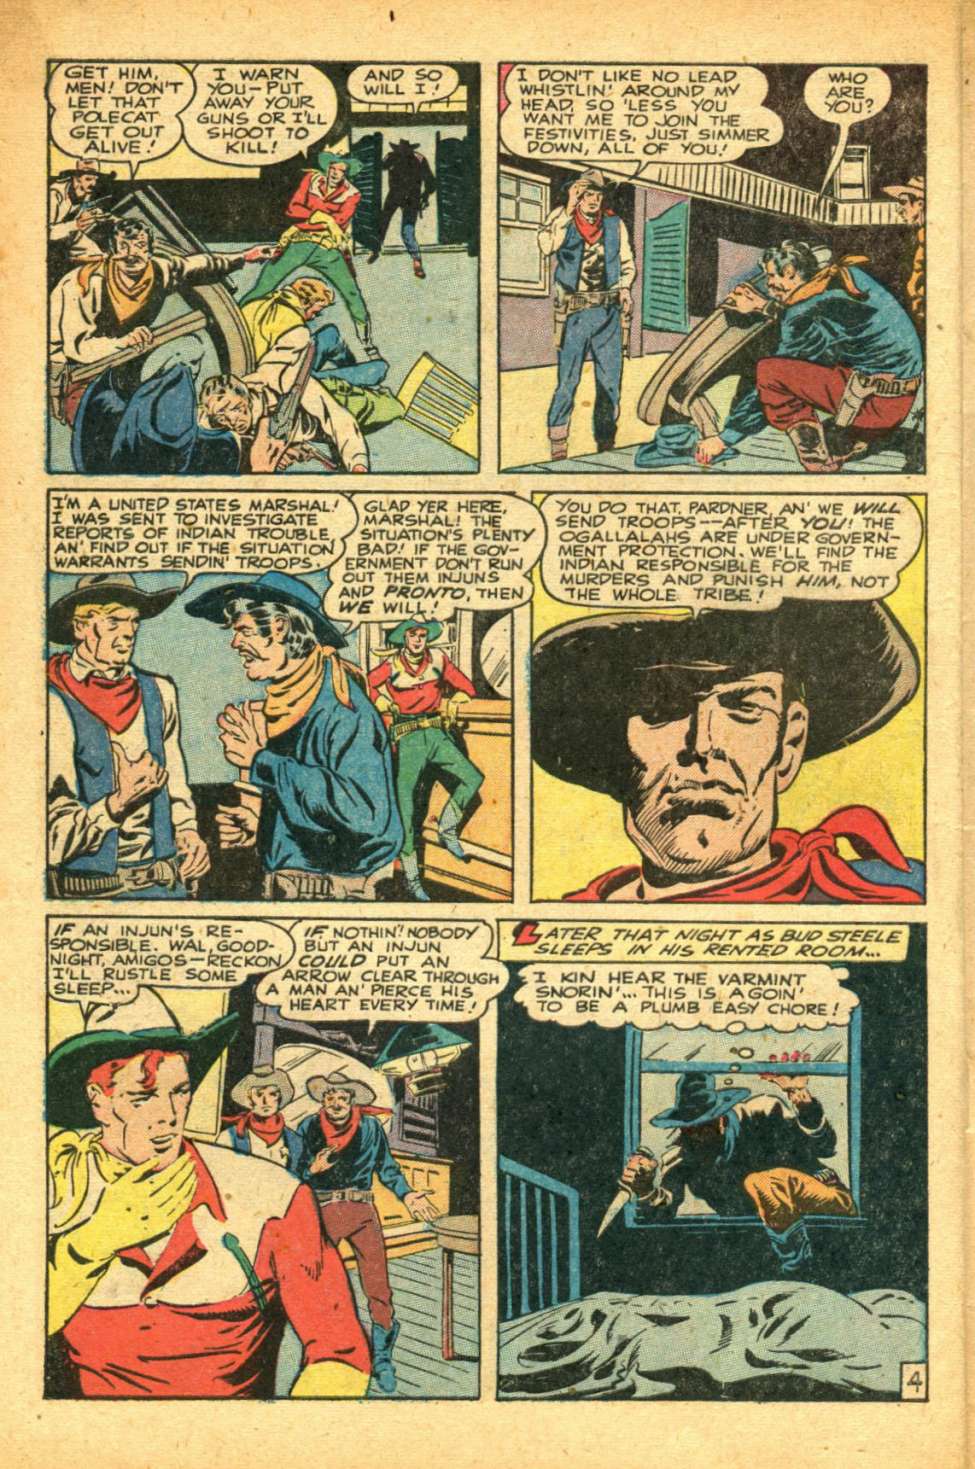 GET HIM,
MEN! DON'T
LET THAT
POLECAT
GET OUT
ALIVE!
I WARN
YOU-PUT
AWAY YOUR
GUNS OR I'LL
SHOOT TO
KILL!
AND SO
WILL I!
I DON'T LIKE NO LEAD
WHISTLIN' AROUND MY
HEAD, SO 'LESS YOU
WANT ME TO JOIN THE
FESTIVITIES, JUST SIMMER
DOWN, ALL OF YOU!
WHO
ARE
YOU?
I'M A UNITED STATES MARSHAL!
I WAS SENT TO INVESTIGATE
REPORTS OF INDIAN TROUBLE,
AN' FIND OUT IF THE SITUATION
WARRANTS SENDIN' TROOPS.
GLAD YER HERE,
MARSHAL! THE
SITUATION'S PLENTY
BAD! IF THE GOV-
ERNMENT DON'T RUN
OUT THEM INJUNS
AND PRONTO, THEN
WE WILL!
YOU DO THAT, PARDNER, AN' WE WILL
SEND TROOPS--AFTER YOU! THE
OGALLALAHS ARE UNDER GOVERN-
MENT PROTECTION. WE'LL FIND THE
INDIAN RESPONSIBLE FOR THE
MURDERS AND PUNISH HIM, NOT
THE WHOLE TRIBE!
IF AN INJUN'S RE-
SPONSIBLE. WAL, GOOD-
NIGHT, AMIGOS-RECKON
I'LL RUSTLE SOME
SLEEP...
IF NOTHIN'! NOBODY
BUT AN INJUN
COULD PUT AN
ARROW CLEAR THROUGH
A MAN AN' PIERCE HIS
HEART EVERY TIME!
LATER THAT NIGHT AS BUD STEELE
SLEEPS IN HIS RENTED ROOM...
I KIN HEAR THE VARMINT
SNORIN'... THIS IS A GOIN'
TO BE A PLUMB EASY CHORE!
4